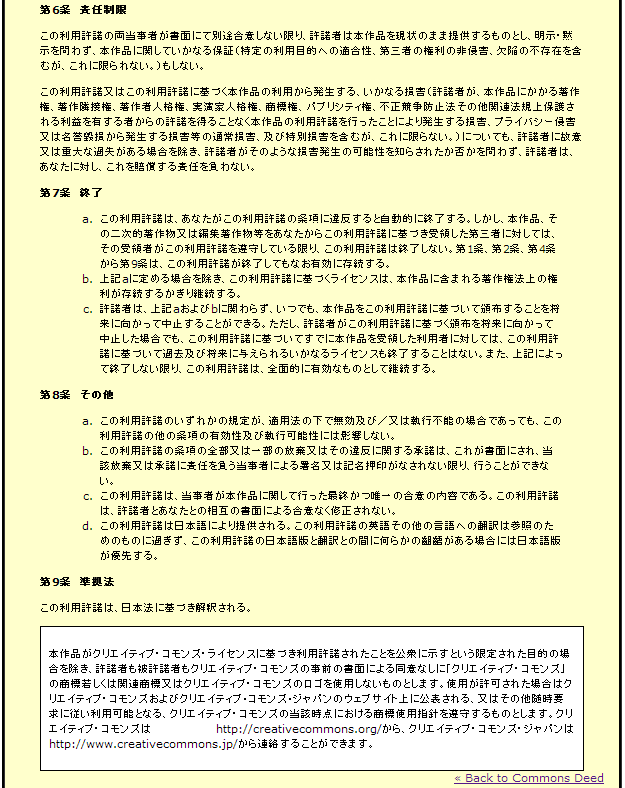 第6条 責任制限
この利用許諾の両当事者が書面にて別途合意しない限り、許諾者は本作品を現状のまま提供するものとし、明示・黙
示を問わず、本作品に関していかなる保証（特定の利用目的への適合性、第三者の権利の非侵害、欠陥の不存在を含
むが、これに限られない。）もしない。
この利用許諾又はこの利用許諾に基づく本作品の利用から発生する、いかなる損害（許諾者が、本作品にかかる著作
権、著作隣接権、著作者人格権、実演家人格権、商標権、パブリシティ権、不正競争防止法その他関連法規上保護さ
れる利益を有する者からの許諾を得ることなく本作品の利用許諾を行ったことにより発生する損害、プライバシー侵害
又は名誉毀損から発生する損害等の通常損害、及び特別損害を含むが、これに限らない。）についても、許諾者に故意
又は重大な過失がある場合を除き、許諾者がそのような損害発生の可能性を知らされたか否かを問わず、許諾者は、
あなたに対し、これを賠償する責任を負わない。
第7条 終了
a. この利用許諾は、あなたがこの利用許諾の条項に違反すると自動的に終了する。しかし、本作品、そ
の二次的著作物又は編集著作物等をあなたからこの利用許諾に基づき受領した第三者に対しては、
その受領者がこの利用許諾を遵守している限り、この利用許諾は終了しない。第1条、第2条、第4条
から第9条は、この利用許諾が終了してもなお有効に存続する。
b. 上記aに定める場合を除き、この利用許諾に基づくライセンスは、本作品に含まれる著作権法上の権
利が存続するかぎり継続する。
c. 許諾者は、上記aおよびbに関わらず、いつでも、本作品をこの利用許諾に基づいて頒布することを将
来に向かって中止することができる。ただし、許諾者がこの利用許諾に基づく頒布を将来に向かって
中止した場合でも、この利用許諾に基づいてすでに本作品を受領した利用者に対しては、この利用許
諾に基づいて過去及び将来に与えられるいかなるライセンスも終了することはない。また、上記によっ
て終了しない限り、この利用許諾は、全面的に有効なものとして継続する。
第8条 その他
a. この利用許諾のいずれかの規定が、適用法の下で無効及び／又は執行不能の場合であっても、この
利用許諾の他の条項の有効性及び執行可能性には影響しない。
b. この利用許諾の条項の全部又は一部の放棄又はその違反に関する承諾は、これが書面にされ、当
該放棄又は承諾に責任を負う当事者による署名又は記名押印がなされない限り、行うことができな
い。
c. この利用許諾は、当事者が本作品に関して行った最終かつ唯一の合意の内容である。この利用許諾
は、許諾者とあなたとの相互の書面による合意なく修正されない。
d. この利用許諾は日本語により提供される。この利用許諾の英語その他の言語への翻訳は参照のた
めのものに過ぎず、この利用許諾の日本語版と翻訳との間に何らかの齟齬がある場合には日本語版
が優先する。
第9条 準拠法
この利用許諾は、日本法に基づき解釈される。
本作品がクリエイティブ・コモンズ・ライセンスに基づき利用許諾されたことを公衆に示すという限定された目的の場
合を除き、許諾者も被許諾者もクリエイティブ・コモンズの事前の書面による同意なしに「クリエイティブ・コモンズ」
の商標若しくは関連商標又はクリエイティブ・コモンズのロゴを使用しないものとします。使用が許可された場合はク
リエイティブ・コモンズおよびクリエイティブ・コモンズ・ジャパンのウェブサイト上に公表される、又はその他随時要
求に従い利用可能となる、クリエイティブ・コモンズの当該時点における商標使用指針を遵守するものとします。クリ
エイティブ・コモンズは http://creativecommons.org/から、クリエイティブ・コモンズ・ジャパンは
http://www.creativecommons.jp/から連絡することができます。
« Back to Commons Deed